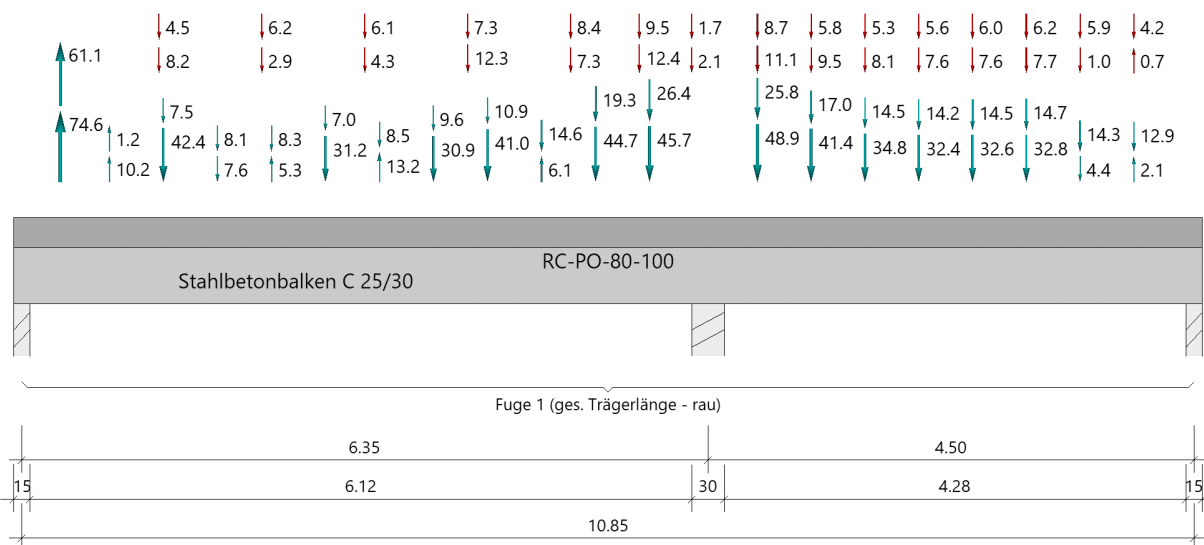 4.5 6.2 6.1 7.3 8.4 9.5 1.7 8.7 5.8 5.3 5.6 6.0 6.2 5.9 4.2
61.1 8.2 2.9 4.3 12.3 7.3 12.4 2.1 11.1 9.5 8.1 7.6 7.6 7.7 1.0 0.7
7.5 7.0 9.6 10.9 19.3 26.4 25.8 17.0 14.5 14.2 14.5 14.7
74.6 1.2 42.4 8.1 8.3 31.2 8.5 30.9 41.0 14.6 44.7 45.7 48.9 41.4 34.8 32.4 32.6 32.8 14.3 12.9
10.2 7.6 5.3 13.2 6.1 4.4 2.1
RC-PO-80-100
Stahlbetonbalken C 25/30
Fuge 1 (ges. Trägerlänge - rau)
6.35 4.50
15 6.12 30 4.28 15
10.85